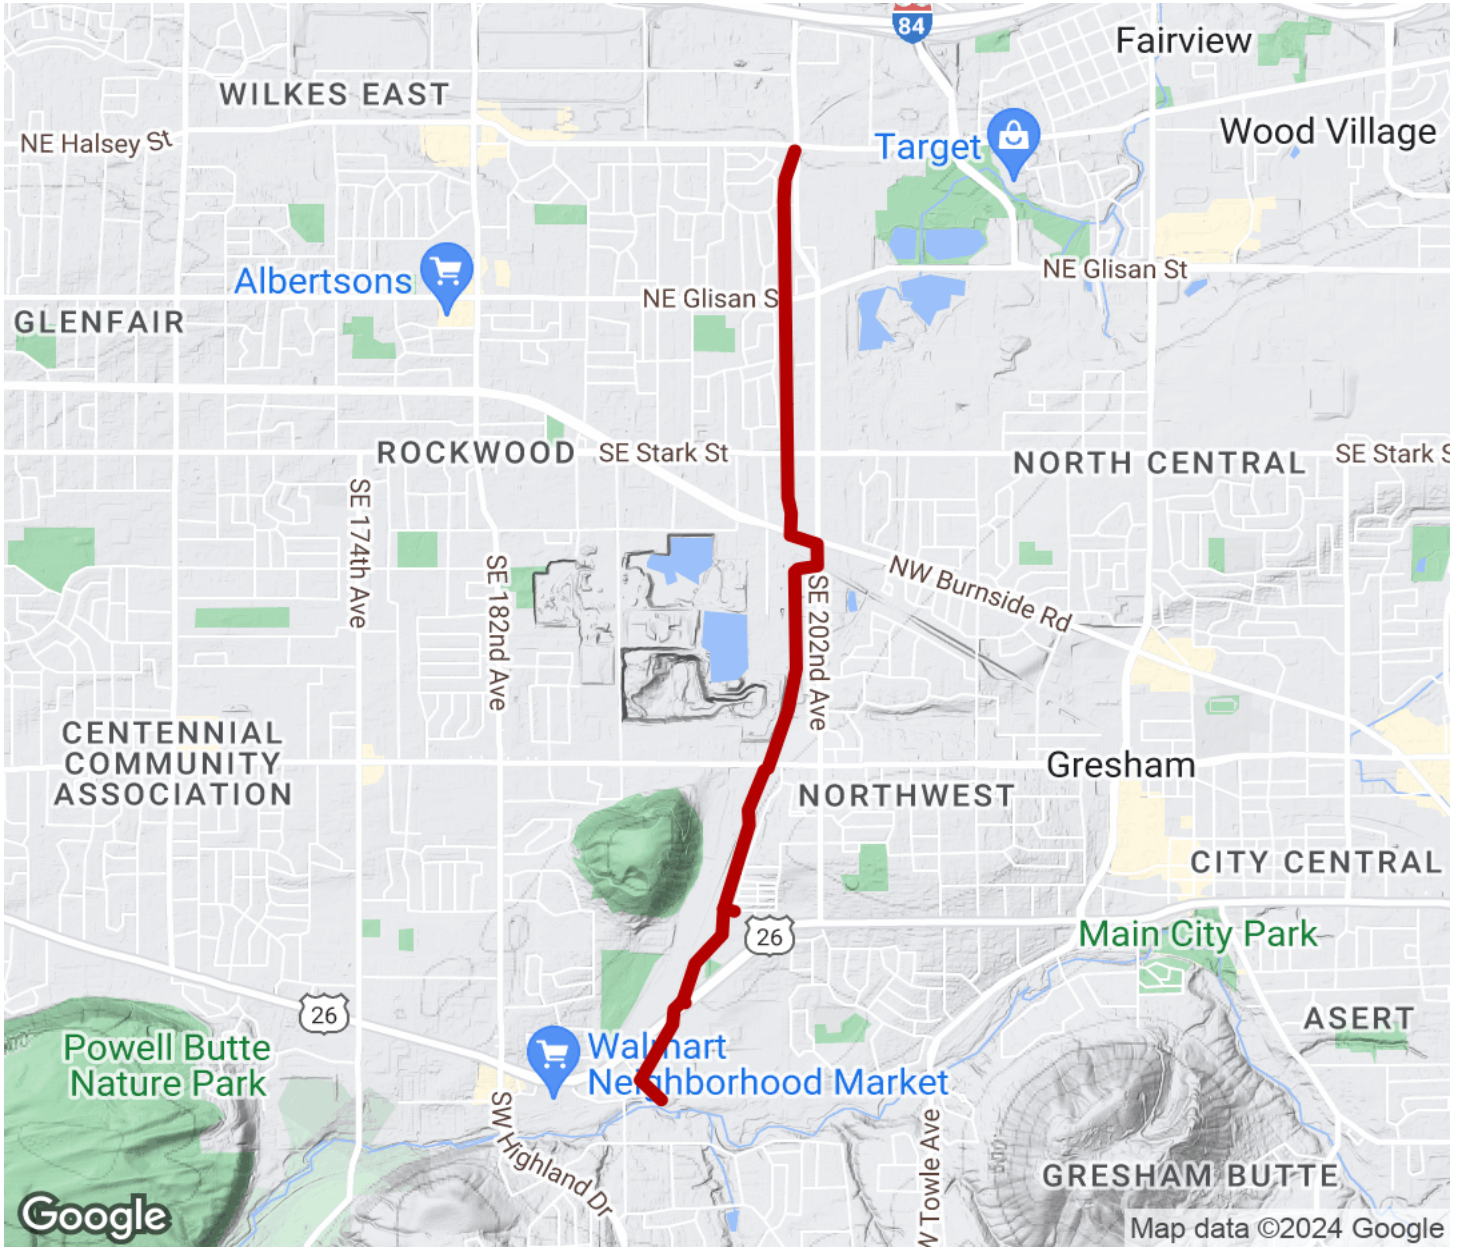 84
Fairview
WILKES EAST
Wood Village
NE Halsey St
Target
NE Glisan St
Albertsons
NE Glisan S
GLENFAIR
ROCKWOOD
SE Stark St
NORTH CENTRAL
SE Stark S
SE 174th Ave
SE 182nd Ave
NW Burnside Rd
SE 202nd Ave
CENTENNIAL
COMMUNITY
ASSOCIATION
Gresham
NORTHWEST
CITY CENTRAL
26
Main City Park
26
ASERT
Powell Butte
Nature Park
Walmart
Neighborhood Market
SW Highland Dr
W Towle Ave
500
GRESHAM BUTTE
Google
Map data ©2024 Google